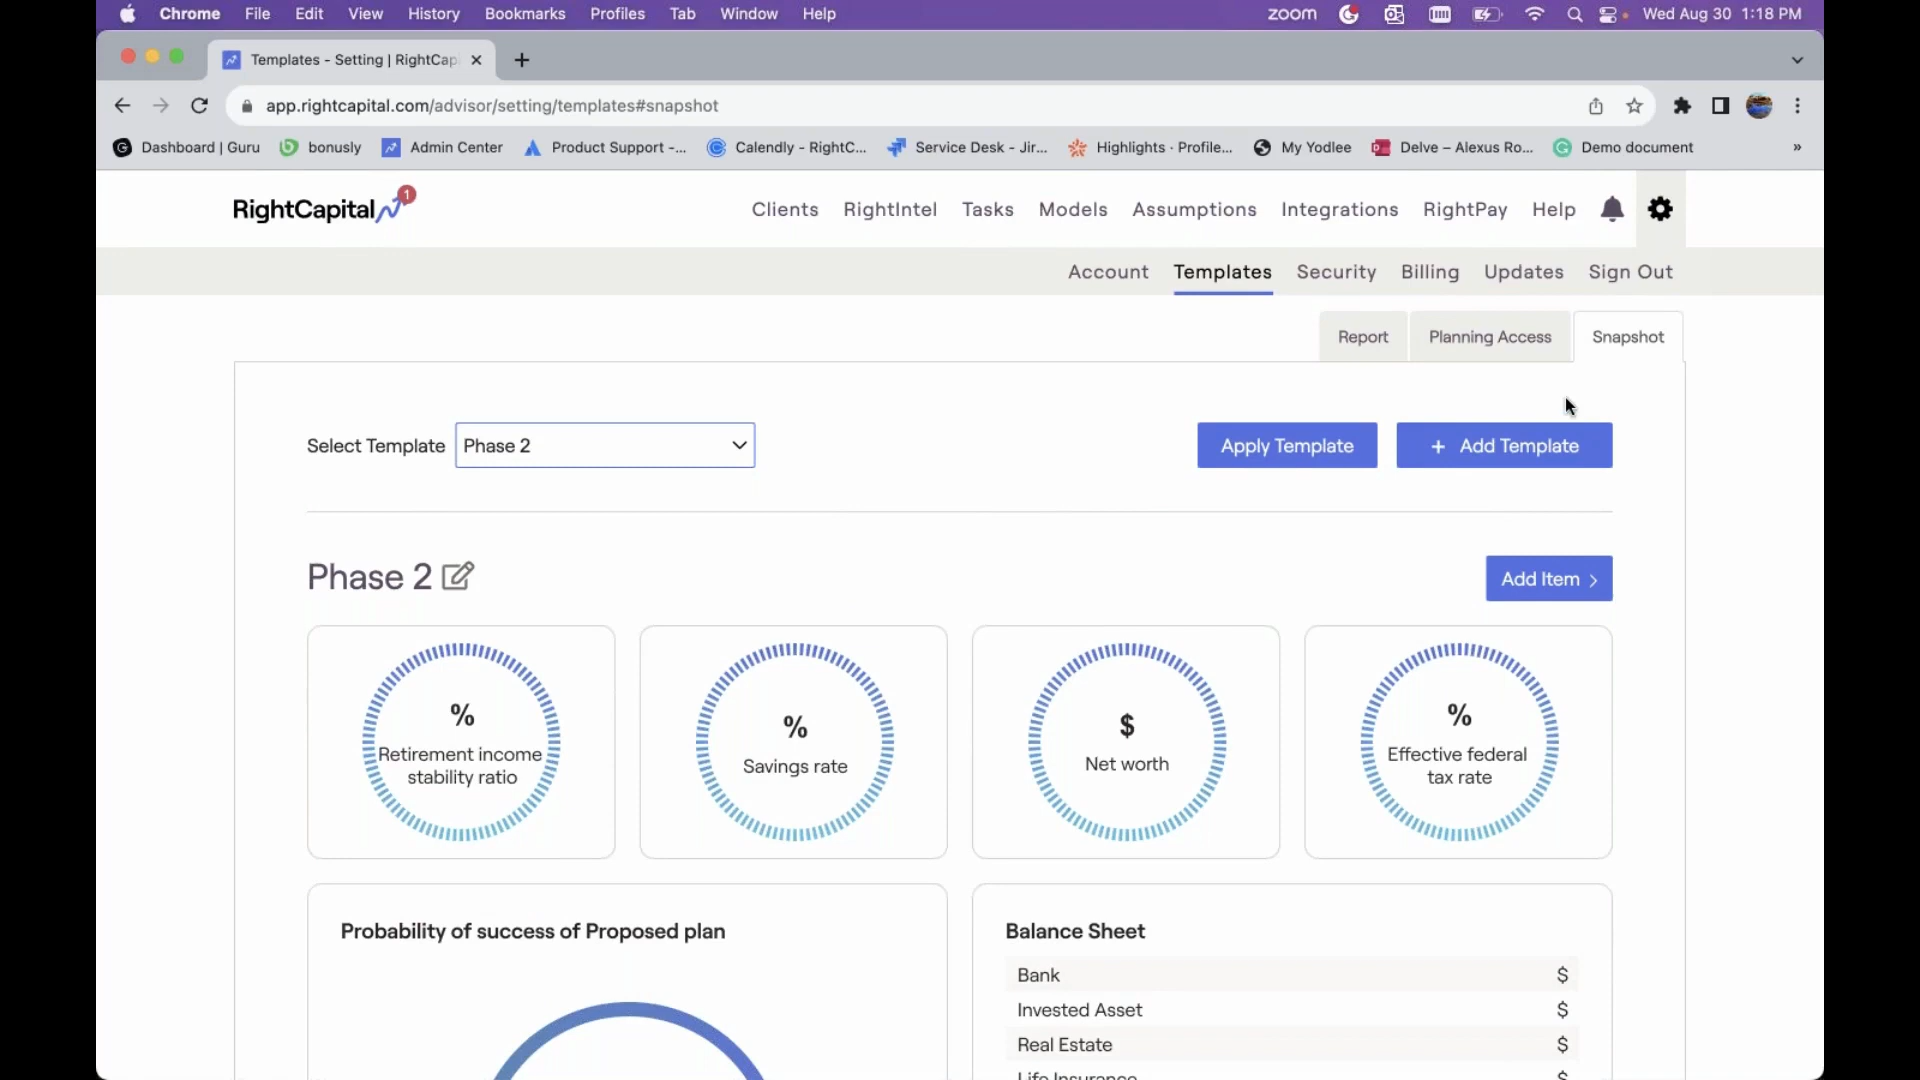 Chrome File Edit View History Bookmarks Profiles Tab Window Help zoom Wed Aug 30 1:18 PM
Templates - Setting | RightCap
app.rightcapital.com/advisor/setting/templates#snapshot
Dashboard | Guru bonusly Admin Center Product Support -... Calendly - RightC... Service Desk - Jir... Highlights · Profile... My Yodlee Delve – Alexus Ro... Demo document »
RightCapital 1 Clients RightIntel Tasks Models Assumptions Integrations RightPay Help
Account Templates Security Billing Updates Sign Out
Report Planning Access Snapshot
Select Template Phase 2 Apply Template + Add Template
Phase 2 Add Item >
% % $ %
Retirement income stability ratio
Savings rate
Net worth
Effective federal tax rate
Probability of success of Proposed plan
Balance Sheet
Bank $
Invested Asset $
Real Estate $
Life Insurance $